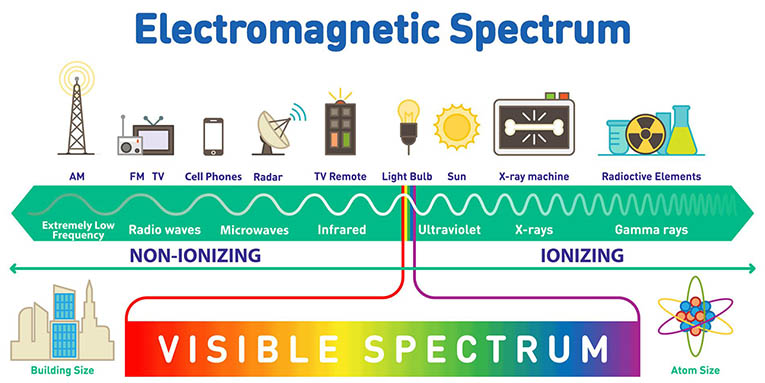 Electromagnetic Spectrum
AM
FM TV
Cell Phones
Radar
TV Remote
Light Bulb
Sun
X-ray machine
Radioctive Elements
Extremely Low
Frequency
Radio waves
Microwaves
Infrared
Ultraviolet
X-rays
Gamma rays
NON-IONIZING
IONIZING
Building Size
VISIBLE SPECTRUM
Atom Size